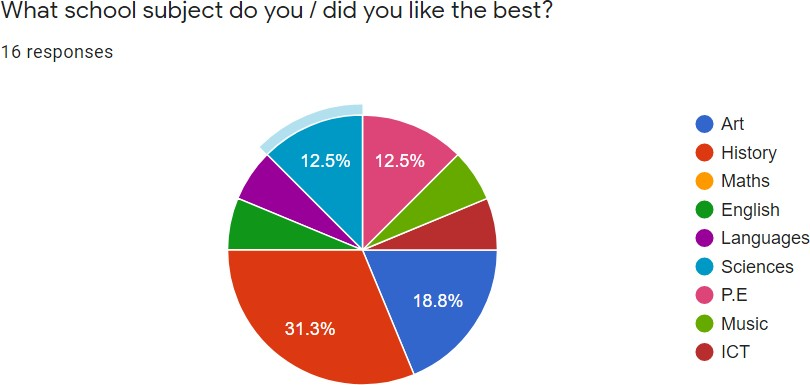 What school subject do you / did you like the best?
16 responses
12.5%
12.5%
18.8%
31.3%
Art
History
Maths
English
Languages
Sciences
P.E
Music
ICT